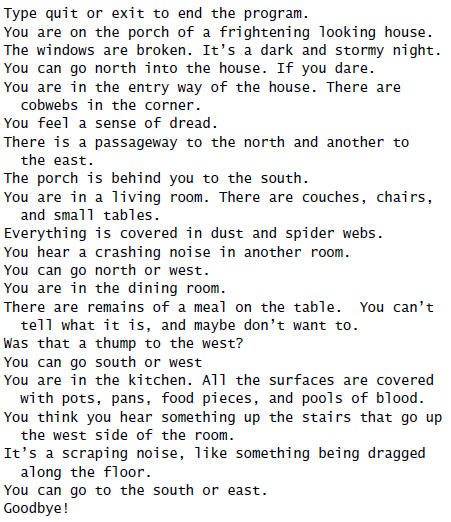 Type quit or exit to end the program.
You are on the porch of a frightening looking house.
The windows are broken. It’s a dark and stormy night.
You can go north into the house. If you dare.
You are in the entry way of the house. There are
cobwebs in the corner.
You feel a sense of dread.
There is a passageway to the north and another to
the east.
The porch is behind you to the south.
You are in a living room. There are couches, chairs,
and small tables.
Everything is covered in dust and spider webs.
You hear a crashing noise in another room.
You can go north or west.
You are in the dining room.
There are remains of a meal on the table.  You can’t
tell what it is, and maybe don’t want to.
Was that a thump to the west?
You can go south or west
You are in the kitchen. All the surfaces are covered
with pots, pans, food pieces, and pools of blood.
You think you hear something up the stairs that go up
the west side of the room.
It’s a scraping noise, like something being dragged
along the floor.
You can go to the south or east.
Goodbye!